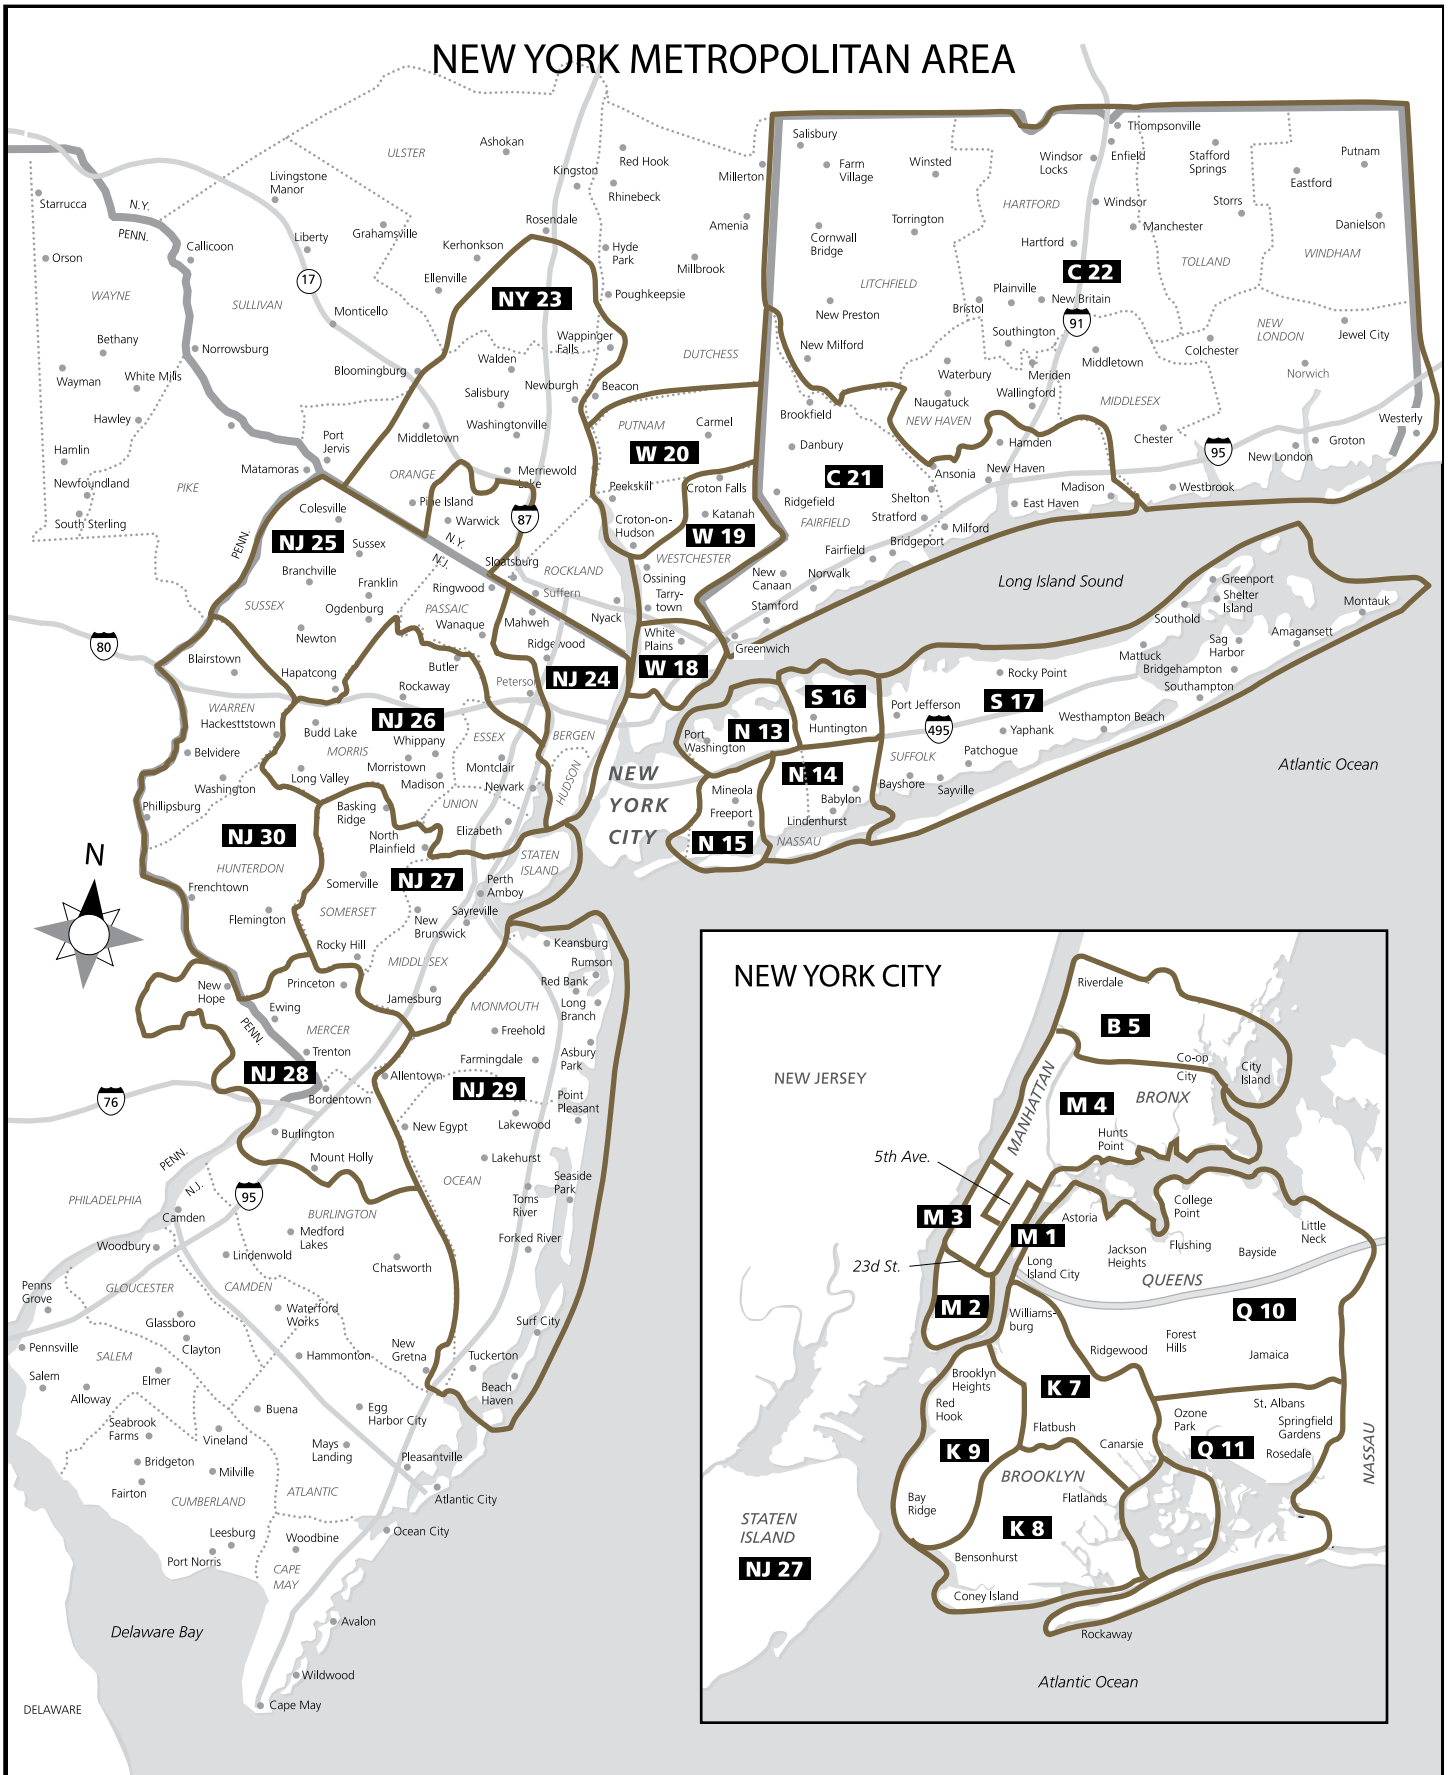 NEW YORK METROPOLITAN AREA
Salisbury
Thompsonville
ULSTER
Ashokan
Red Hook
Farm
Village
Winsted
Windsor
Locks
Enfield
Stafford
Springs
Putnam
Livingstone
Manor
Kingston
Rhinebeck
Millerton
Eastford
Starrucca
N.Y.
PENN.
Grahamsville
Rosendale
Amenia
Torrington
HARTFORD
Windsor
Storrs
Manchester
Danielson
Orson
Callicoon
Liberty
Kerhonkson
Hyde
Park
Millbrook
Cornwall
Bridge
Hartford
C 22
TOLLAND
WINDHAM
WAYNE
SULLIVAN
17
Ellenville
NY 23
Poughkeepsie
LITCHFIELD
Plainville
New Britain
Bristol
91
Monticello
New Preston
NEW
LONDON
Jewel City
Bethany
Norrowsburg
Wappinger
Falls
DUTCHESS
New Milford
Southington
Middletown
Colchester
Wayman
White Mills
Bloomingburg
Walden
Newburgh
Beacon
Waterbury
Meriden
Wallingford
Norwich
Salisbury
Naugatuck
MIDDLESEX
Hawley
Washingtonville
PUTNAM
Carmel
Brookfield
NEW HAVEN
Westerly
Hamlin
Port
Jervis
Middletown
W 20
Danbury
Hamden
Chester
95
Groton
Matamoras
ORANGE
Merriewold
Lake
C 21
Ansonia
New Haven
New London
Newfoundland
PIKE
Peekskill
Croton Falls
Ridgefield
Shelton
Madison
Westbrook
South Sterling
Colesville
Pine Island
Warwick
87
Croton-on-
Hudson
Katanah
W 19
FAIRFIELD
Stratford
East Haven
Milford
NJ 25
PENN.
Sussex
N.Y.
N.J.
Sloatsburg
ROCKLAND
WESTCHESTER
Fairfield
Bridgeport
Branchville
Franklin
Ringwood
Suffern
Ossining
Tarry-
town
New
Canaan
Norwalk
Long Island Sound
Greenport
Shelter
Island
SUSSEX
Ogdenburg
PASSAIC
Wanaque
Mahweh
Nyack
Stamford
Southold
Montauk
80
Newton
Ridgewood
White
Plains
Greenwich
Sag
Harbor
Amagansett
Blairstown
Hapatcong
Butler
NJ 24
W 18
Mattuck
Bridgehampton
Southampton
Rockaway
Peterson
S 16
Rocky Point
WARREN
Hackesttstown
NJ 26
Port Jefferson
S 17
Budd Lake
Whippany
ESSEX
BERGEN
N 13
Huntington
495
Yaphank
Westhampton Beach
Belvidere
MORRIS
Morristown
Montclair
Port
Washington
SUFFOLK
Patchogue
Long Valley
Madison
Newark
HUDSON
NEW
YORK
CITY
N 14
Bayshore
Sayville
Atlantic Ocean
Washington
Phillipsburg
Basking
Ridge
UNION
Mineola
Freeport
Babylon
Lindenhurst
NJ 30
North
Plainfield
Elizabeth
N 15
NASSAU
N
HUNTERDON
STATEN
ISLAND
Frenchtown
Somerville
NJ 27
Perth
Amboy
Flemington
SOMERSET
New
Brunswick
Sayreville
Rocky Hill
Keansburg
MIDDL SEX
Rumson
New
Hope
Princeton
Jamesburg
Red Bank
Long
Branch
Ewing
MONMOUTH
PENN.
MERCER
Freehold
Trenton
Farmingdale
Asbury
Park
NJ 28
Allentown
NJ 29
76
Bordentown
Point
Pleasant
Burlington
New Egypt
Lakewood
PENN.
N.J.
Mount Holly
Lakehurst
PHILADELPHIA
95
OCEAN
Seaside
Park
Toms
River
Camden
BURLINGTON
Medford
Lakes
Forked River
Woodbury
Lindenwold
Chatsworth
Penns
Grove
GLOUCESTER
CAMDEN
Waterford
Works
Glassboro
Surf City
Pennsville
Clayton
Hammonton
New
Gretna
Tuckerton
SALEM
Salem
Elmer
Beach
Haven
Alloway
Buena
Egg
Harbor City
Seabrook
Farms
Vineland
Mays
Landing
Pleasantville
Bridgeton
Milville
Fairton
CUMBERLAND
ATLANTIC
Atlantic City
Leesburg
Woodbine
Ocean City
Port Norris
CAPE
MAY
Delaware Bay
Avalon
Wildwood
Cape May
DELAWARE
NEW YORK CITY
Riverdale
B 5
NEW JERSEY
MANHATTAN
Co-op
City
City
Island
M 4
BRONX
5th Ave.
Hunts
Point
M 3
Astoria
College
Point
M 1
Little
Neck
23d St.
Long
Island City
Jackson
Heights
Flushing
Bayside
QUEENS
M 2
Williams-
burg
Q 10
Ridgewood
Forest
Hills
Jamaica
Brooklyn
Heights
K 7
Red
Hook
Ozone
Park
St. Albans
Springfield
Gardens
Flatbush
K 9
Canarsie
Q 11
Rosedale
NASSAU
BROOKLYN
Bay
Ridge
Flatlands
STATEN
ISLAND
K 8
NJ 27
Bensonhurst
Coney Island
Rockaway
Atlantic Ocean